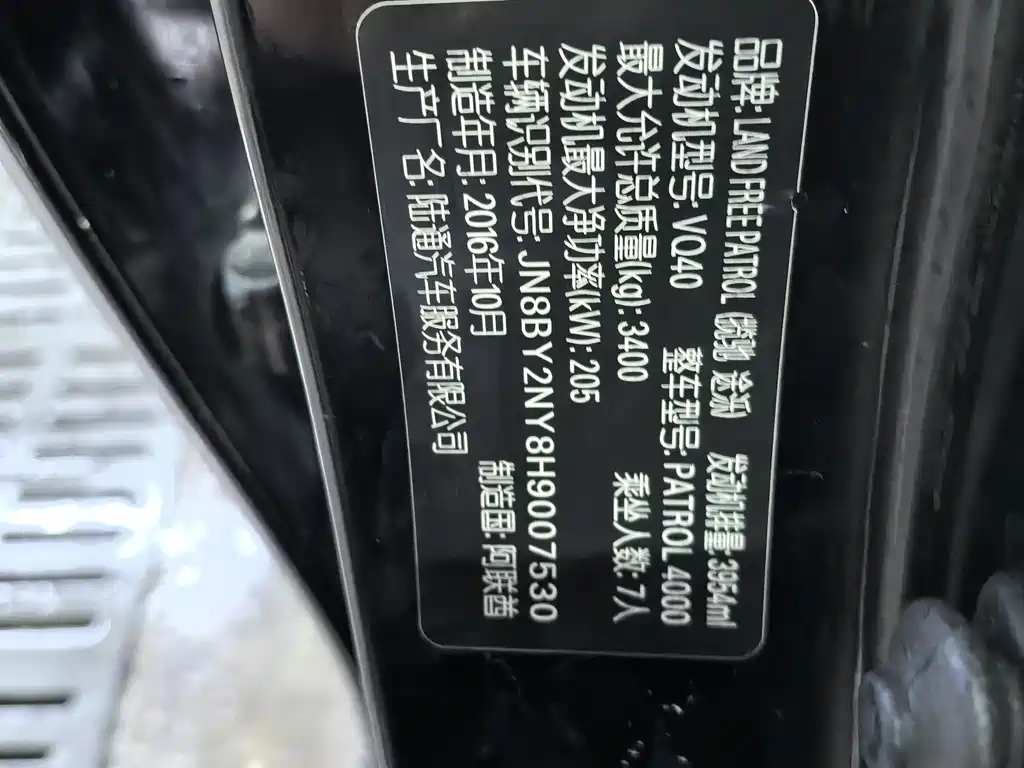 品牌: LAND FREE PATROL (兰驰 途派) 发动机排量: 3954ml
发动机型号: VQ40 整车型号: PATROL 4000
最大允许总质量(kg): 3400 乘坐人数: 7人
发动机最大净功率(kW): 205
车辆识别代号: JN8BY2NY8H9007530
制造年月: 2016年10月 制造国: 阿联酋
生产厂名: 陆通汽车服务有限公司